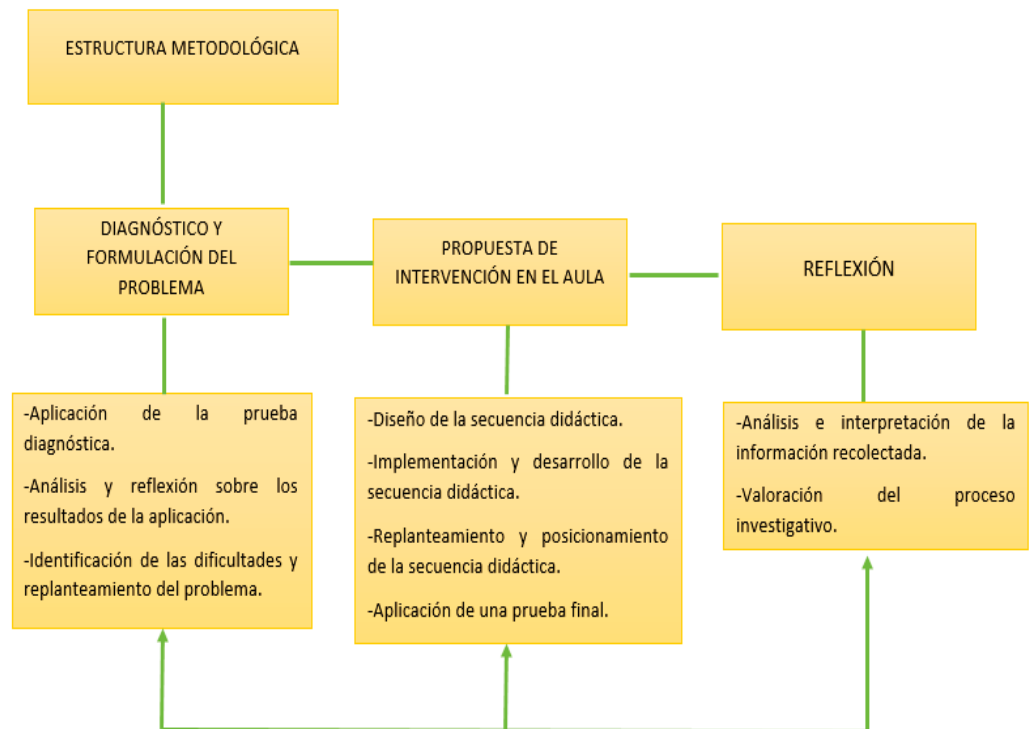 ESTRUCTURA METODOLÓGICA
DIAGNÓSTICO Y
FORMULACIÓN DEL
PROBLEMA
PROPUESTA DE
INTERVENCIÓN EN EL AULA
REFLEXIÓN
-Aplicación de la prueba
diagnóstica.
-Análisis y reflexión sobre los
resultados de la aplicación.
-Identificación de las dificultades y
replanteamiento del problema.
-Diseño de la secuencia didáctica.
-Implementación y desarrollo de la
secuencia didáctica.
-Replanteamiento y posicionamiento
de la secuencia didáctica.
-Aplicación de una prueba final.
-Análisis e interpretación de la
información recolectada.
-Valoración del proceso
investigativo.